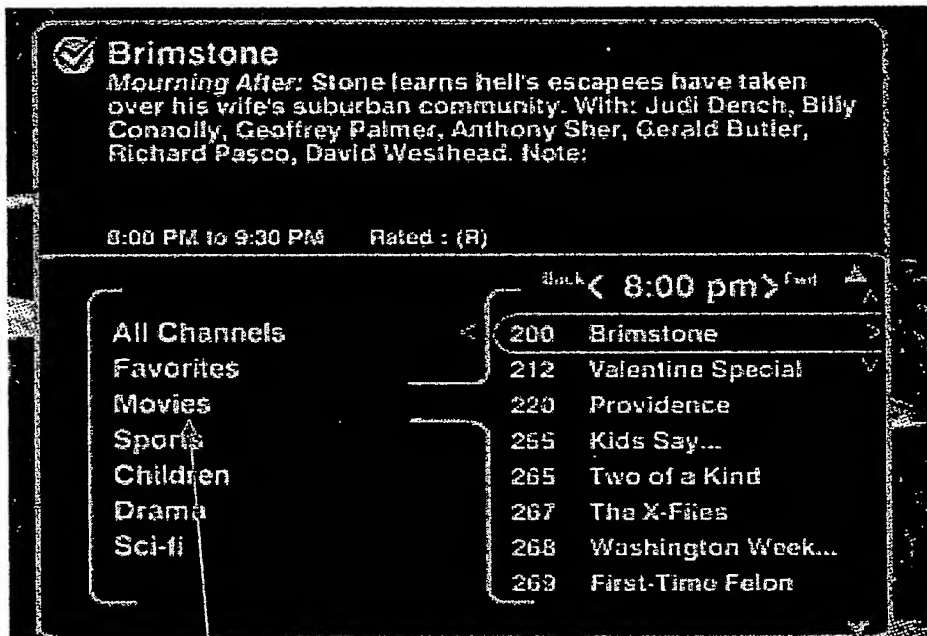 Brimstone
Mourning After: Stone learns hell's escapees have taken
over his wife's suburban community. With: Judi Dench, Billy
Connolly, Geoffrey Palmer, Anthony Sher, Gerald Butler,
Richard Pasco, David Westhead. Note:
8:00 PM to 9:30 PM Rated : (R)
Back < 8:00 pm > Fwd
All Channels
Favorites
Movies
Sports
Children
Drama
Sci-fi
200 Brimstone
212 Valentine Special
220 Providence
255 Kids Say...
265 Two of a Kind
267 The X-Files
268 Washington Week...
269 First-Time Felon